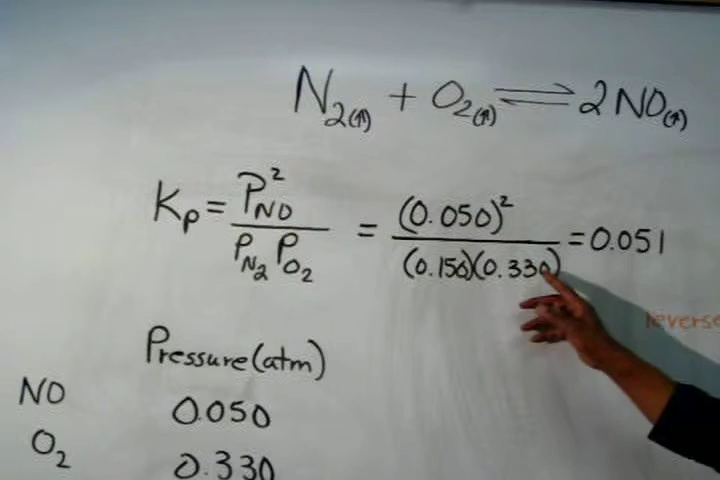 N₂(↑) + O₂(↑) ⇌ 2NO(↑)
Kp = P²NO / PN₂ PO₂ = (0.050)² / (0.150)(0.330) = 0.051
reverse
Pressure (atm)
NO 0.050
O₂ 0.330